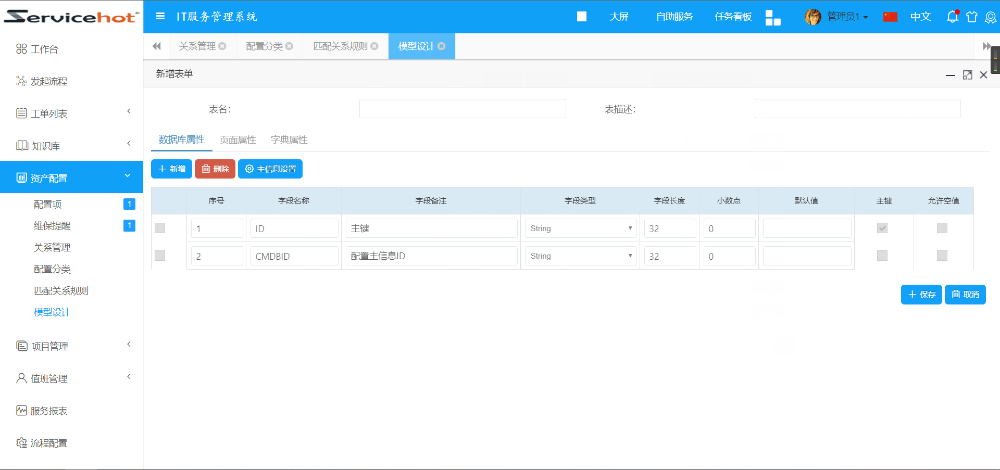 Servicehot
IT服务管理系统
大屏
自助服务
任务看板
管理员1
中文
工作台
发起流程
工单列表
知识库
资产配置
配置项 1
维保提醒 1
关系管理
配置分类
匹配关系规则
模型设计
项目管理
值班管理
服务报表
流程配置
关系管理 配置分类 匹配关系规则 模型设计
新增表单
表名: 表描述:
数据库属性 页面属性 字典属性
新增 删除 主信息设置
序号 字段名称 字段备注 字段类型 字段长度 小数点 默认值 主键 允许空值
1 ID 主键 String 32 0
2 CMDBID 配置主信息ID String 32 0
保存 取消